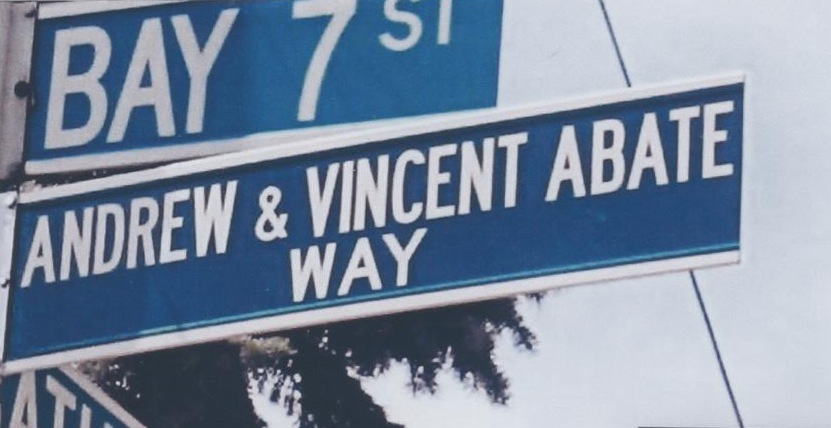 BAY 7 ST
ANDREW & VINCENT ABATE
WAY